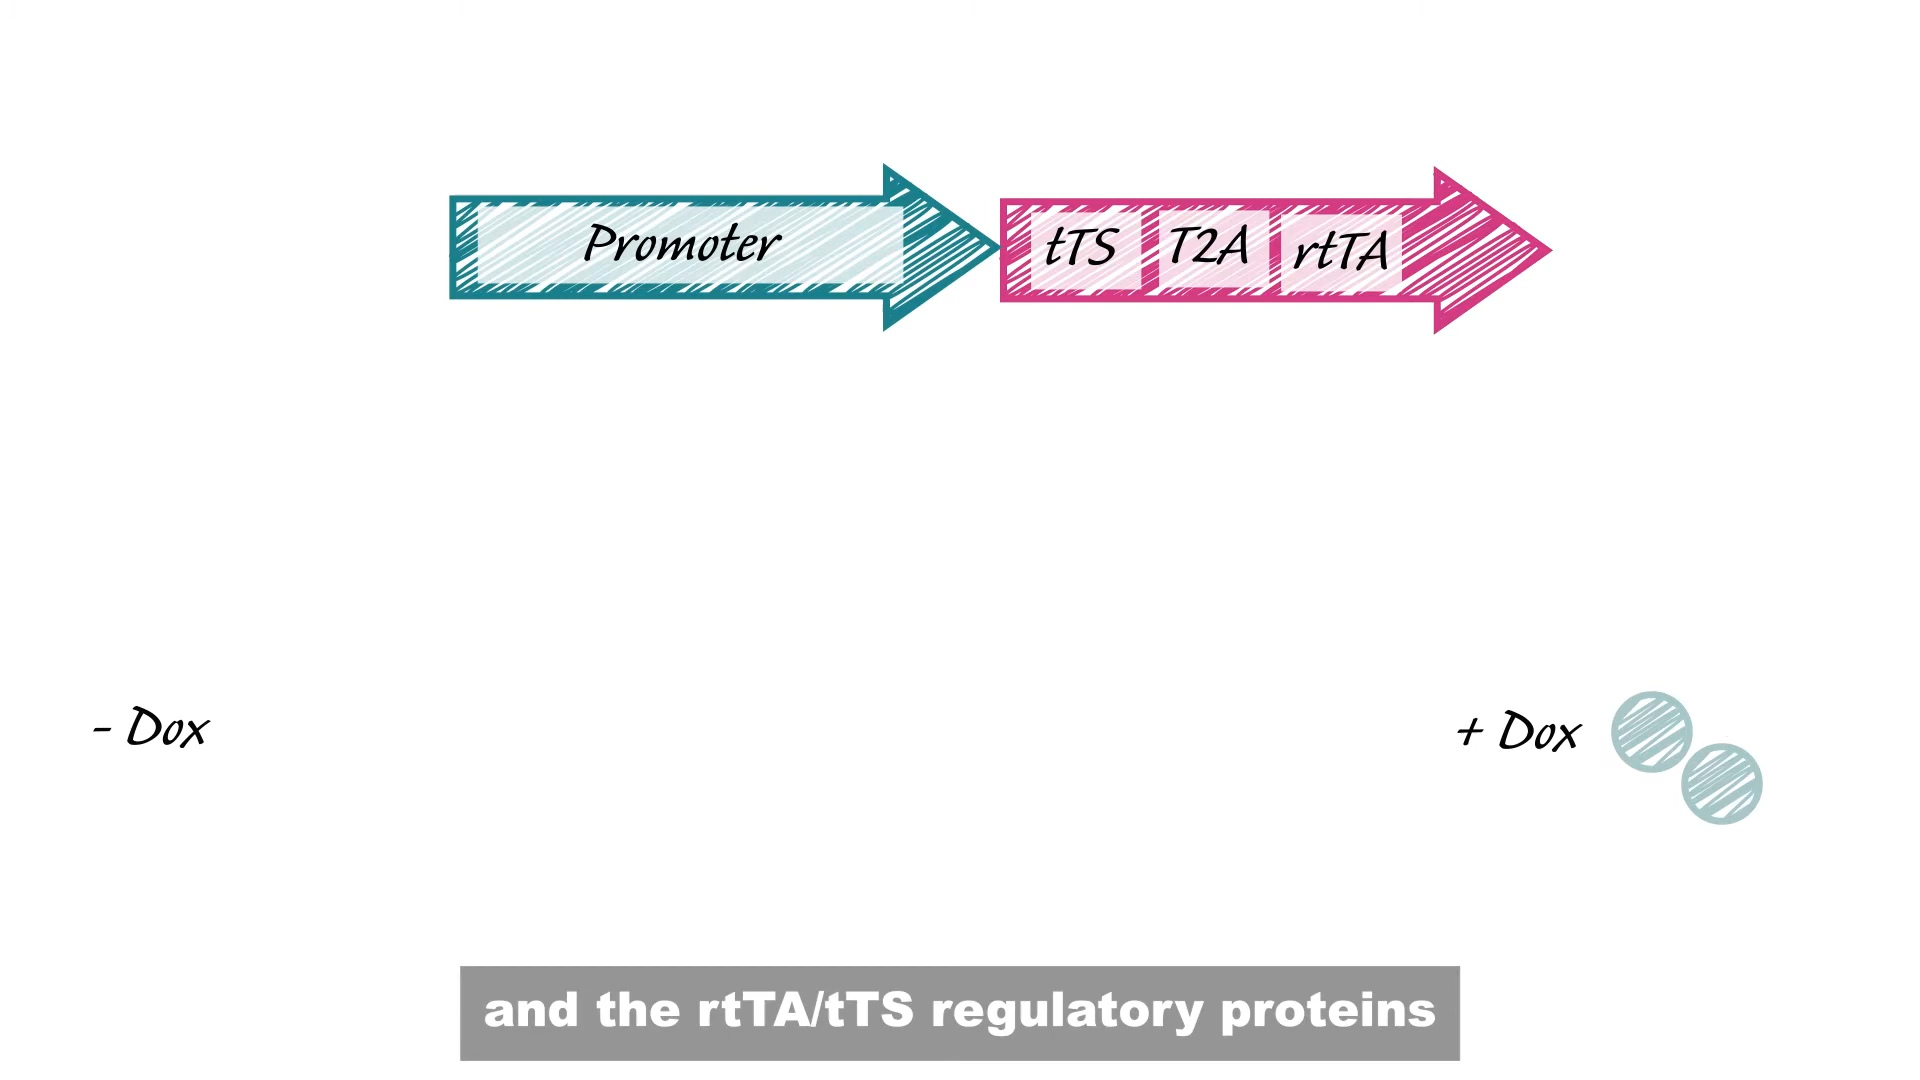 Promoter
tTS T2A rtTA
- Dox
+ Dox
and the rtTA/tTS regulatory proteins